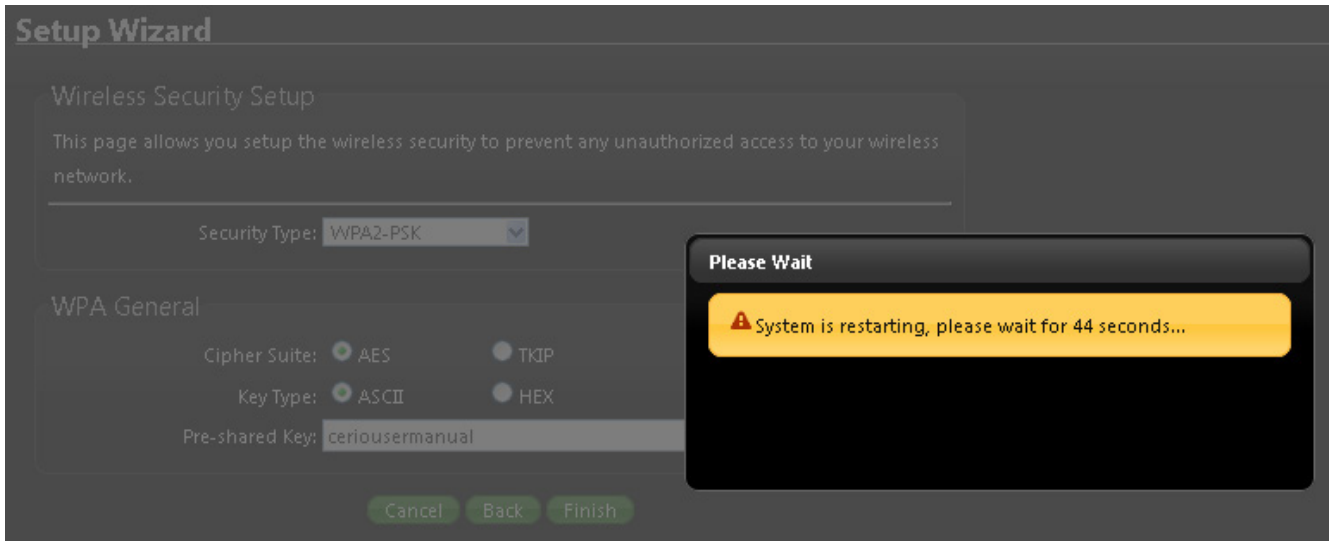 Setup Wizard
Wireless Security Setup
This page allows you setup the wireless security to prevent any unauthorized access to your wireless
network.
Security Type: WPA2-PSK
Please Wait
System is restarting, please wait for 44 seconds...
WPA General
Cipher Suite: AES TKIP
Key Type: ASCII HEX
Pre-shared Key: ceriousermanual
Cancel Back Finish